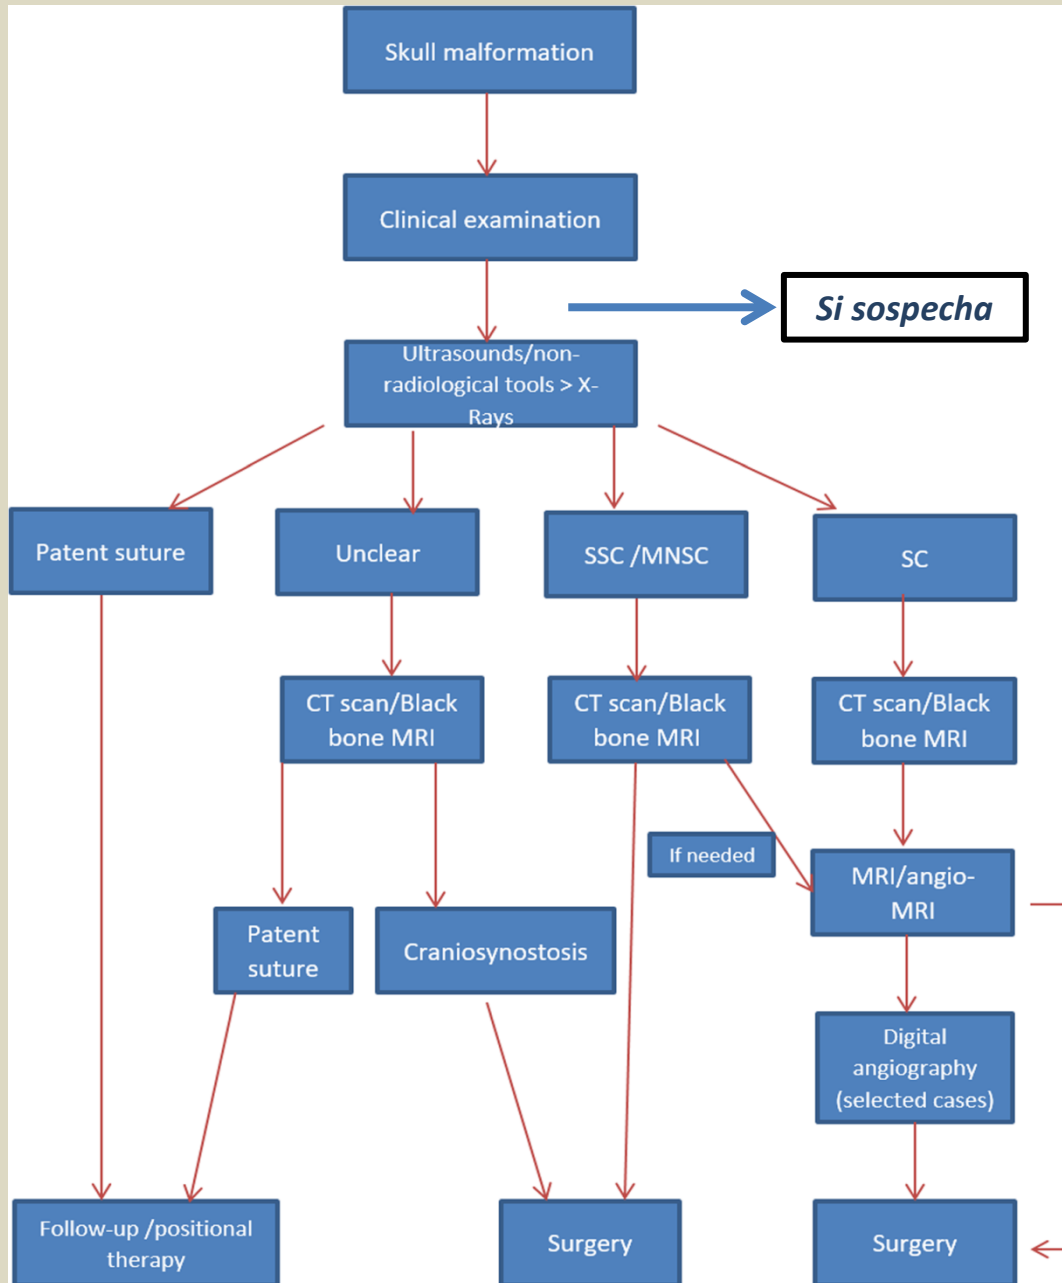 Skull malformation
Clinical examination
Si sospecha
Ultrasounds/non-
radiological tools > X-
Rays
Patent suture
Unclear
SSC /MNSC
SC
CT scan/Black
bone MRI
CT scan/Black
bone MRI
CT scan/Black
bone MRI
If needed
MRI/angio-
MRI
Patent
suture
Craniosynostosis
Digital
angiography
(selected cases)
Follow-up /positional
therapy
Surgery
Surgery